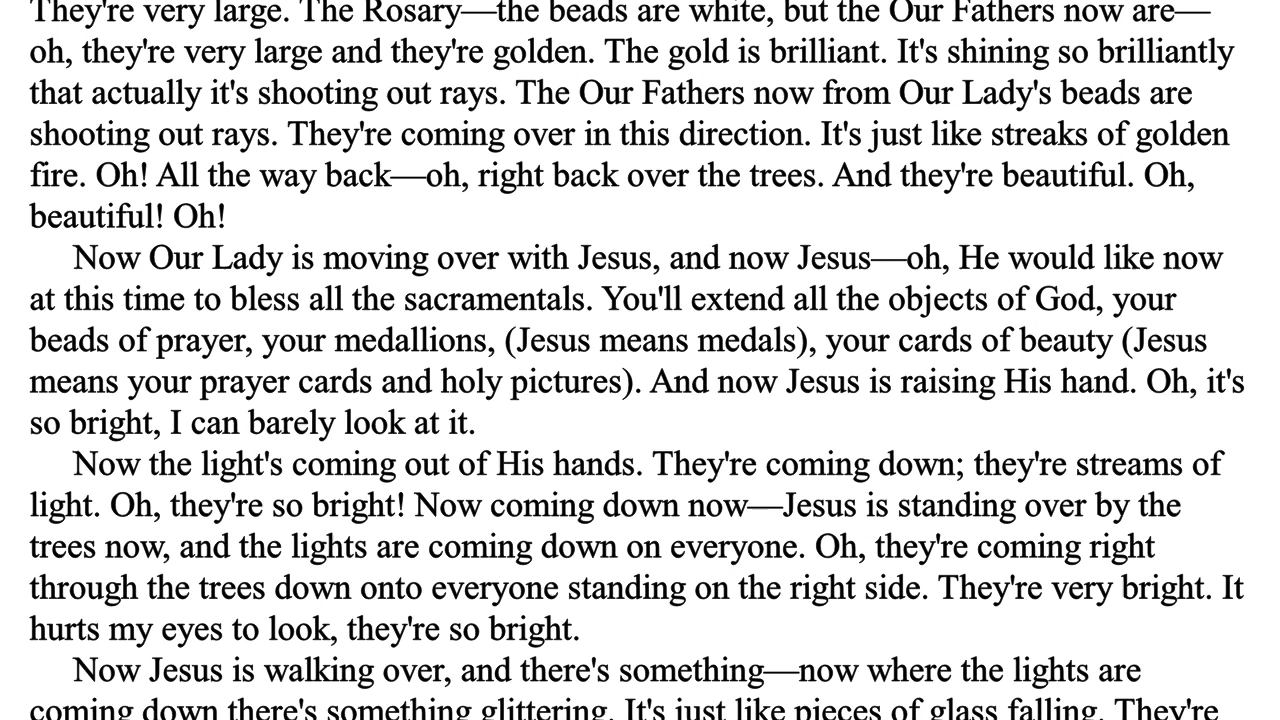 They're very large. The Rosary—the beads are white, but the Our Fathers now are—
oh, they're very large and they're golden. The gold is brilliant. It's shining so brilliantly
that actually it's shooting out rays. The Our Fathers now from Our Lady's beads are
shooting out rays. They're coming over in this direction. It's just like streaks of golden
fire. Oh! All the way back—oh, right back over the trees. And they're beautiful. Oh,
beautiful! Oh!
Now Our Lady is moving over with Jesus, and now Jesus—oh, He would like now
at this time to bless all the sacramentals. You'll extend all the objects of God, your
beads of prayer, your medallions, (Jesus means medals), your cards of beauty (Jesus
means your prayer cards and holy pictures). And now Jesus is raising His hand. Oh, it's
so bright, I can barely look at it.
Now the light's coming out of His hands. They're coming down; they're streams of
light. Oh, they're so bright! Now coming down now—Jesus is standing over by the
trees now, and the lights are coming down on everyone. Oh, they're coming right
through the trees down onto everyone standing on the right side. They're very bright. It
hurts my eyes to look, they're so bright.
Now Jesus is walking over, and there's something—now where the lights are
coming down there's something glittering. It's just like pieces of glass falling. They're